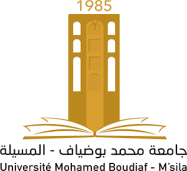 1985
جامعة محمد بوضياف - المسيلة
Université Mohamed Boudiaf - M'sila